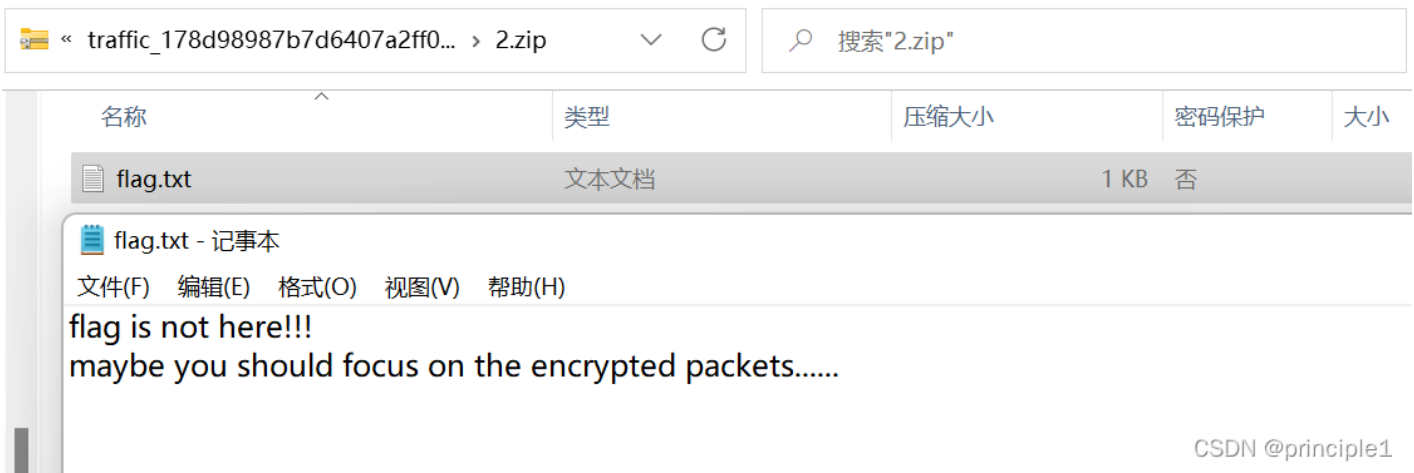 « traffic_178d98987b7d6407a2ff0... › 2.zip 搜索"2.zip"
名称 类型 压缩大小 密码保护 大小
flag.txt 文本文档 1 KB 否
flag.txt - 记事本
文件(F) 编辑(E) 格式(O) 视图(V) 帮助(H)
flag is not here!!!
maybe you should focus on the encrypted packets......
CSDN @principle1